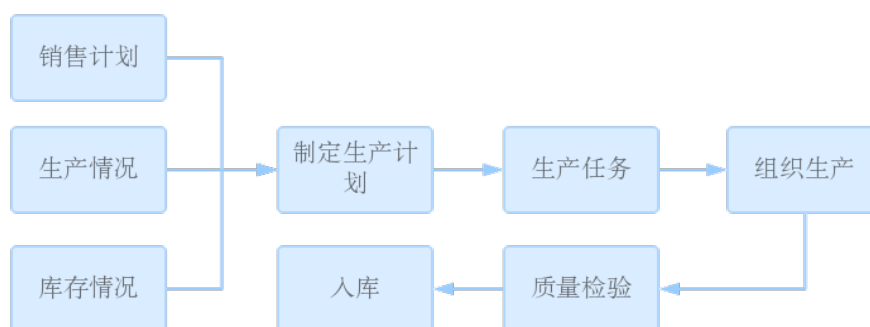 销售计划
生产情况
制定生产计
划
生产任务
组织生产
库存情况
入库
质量检验